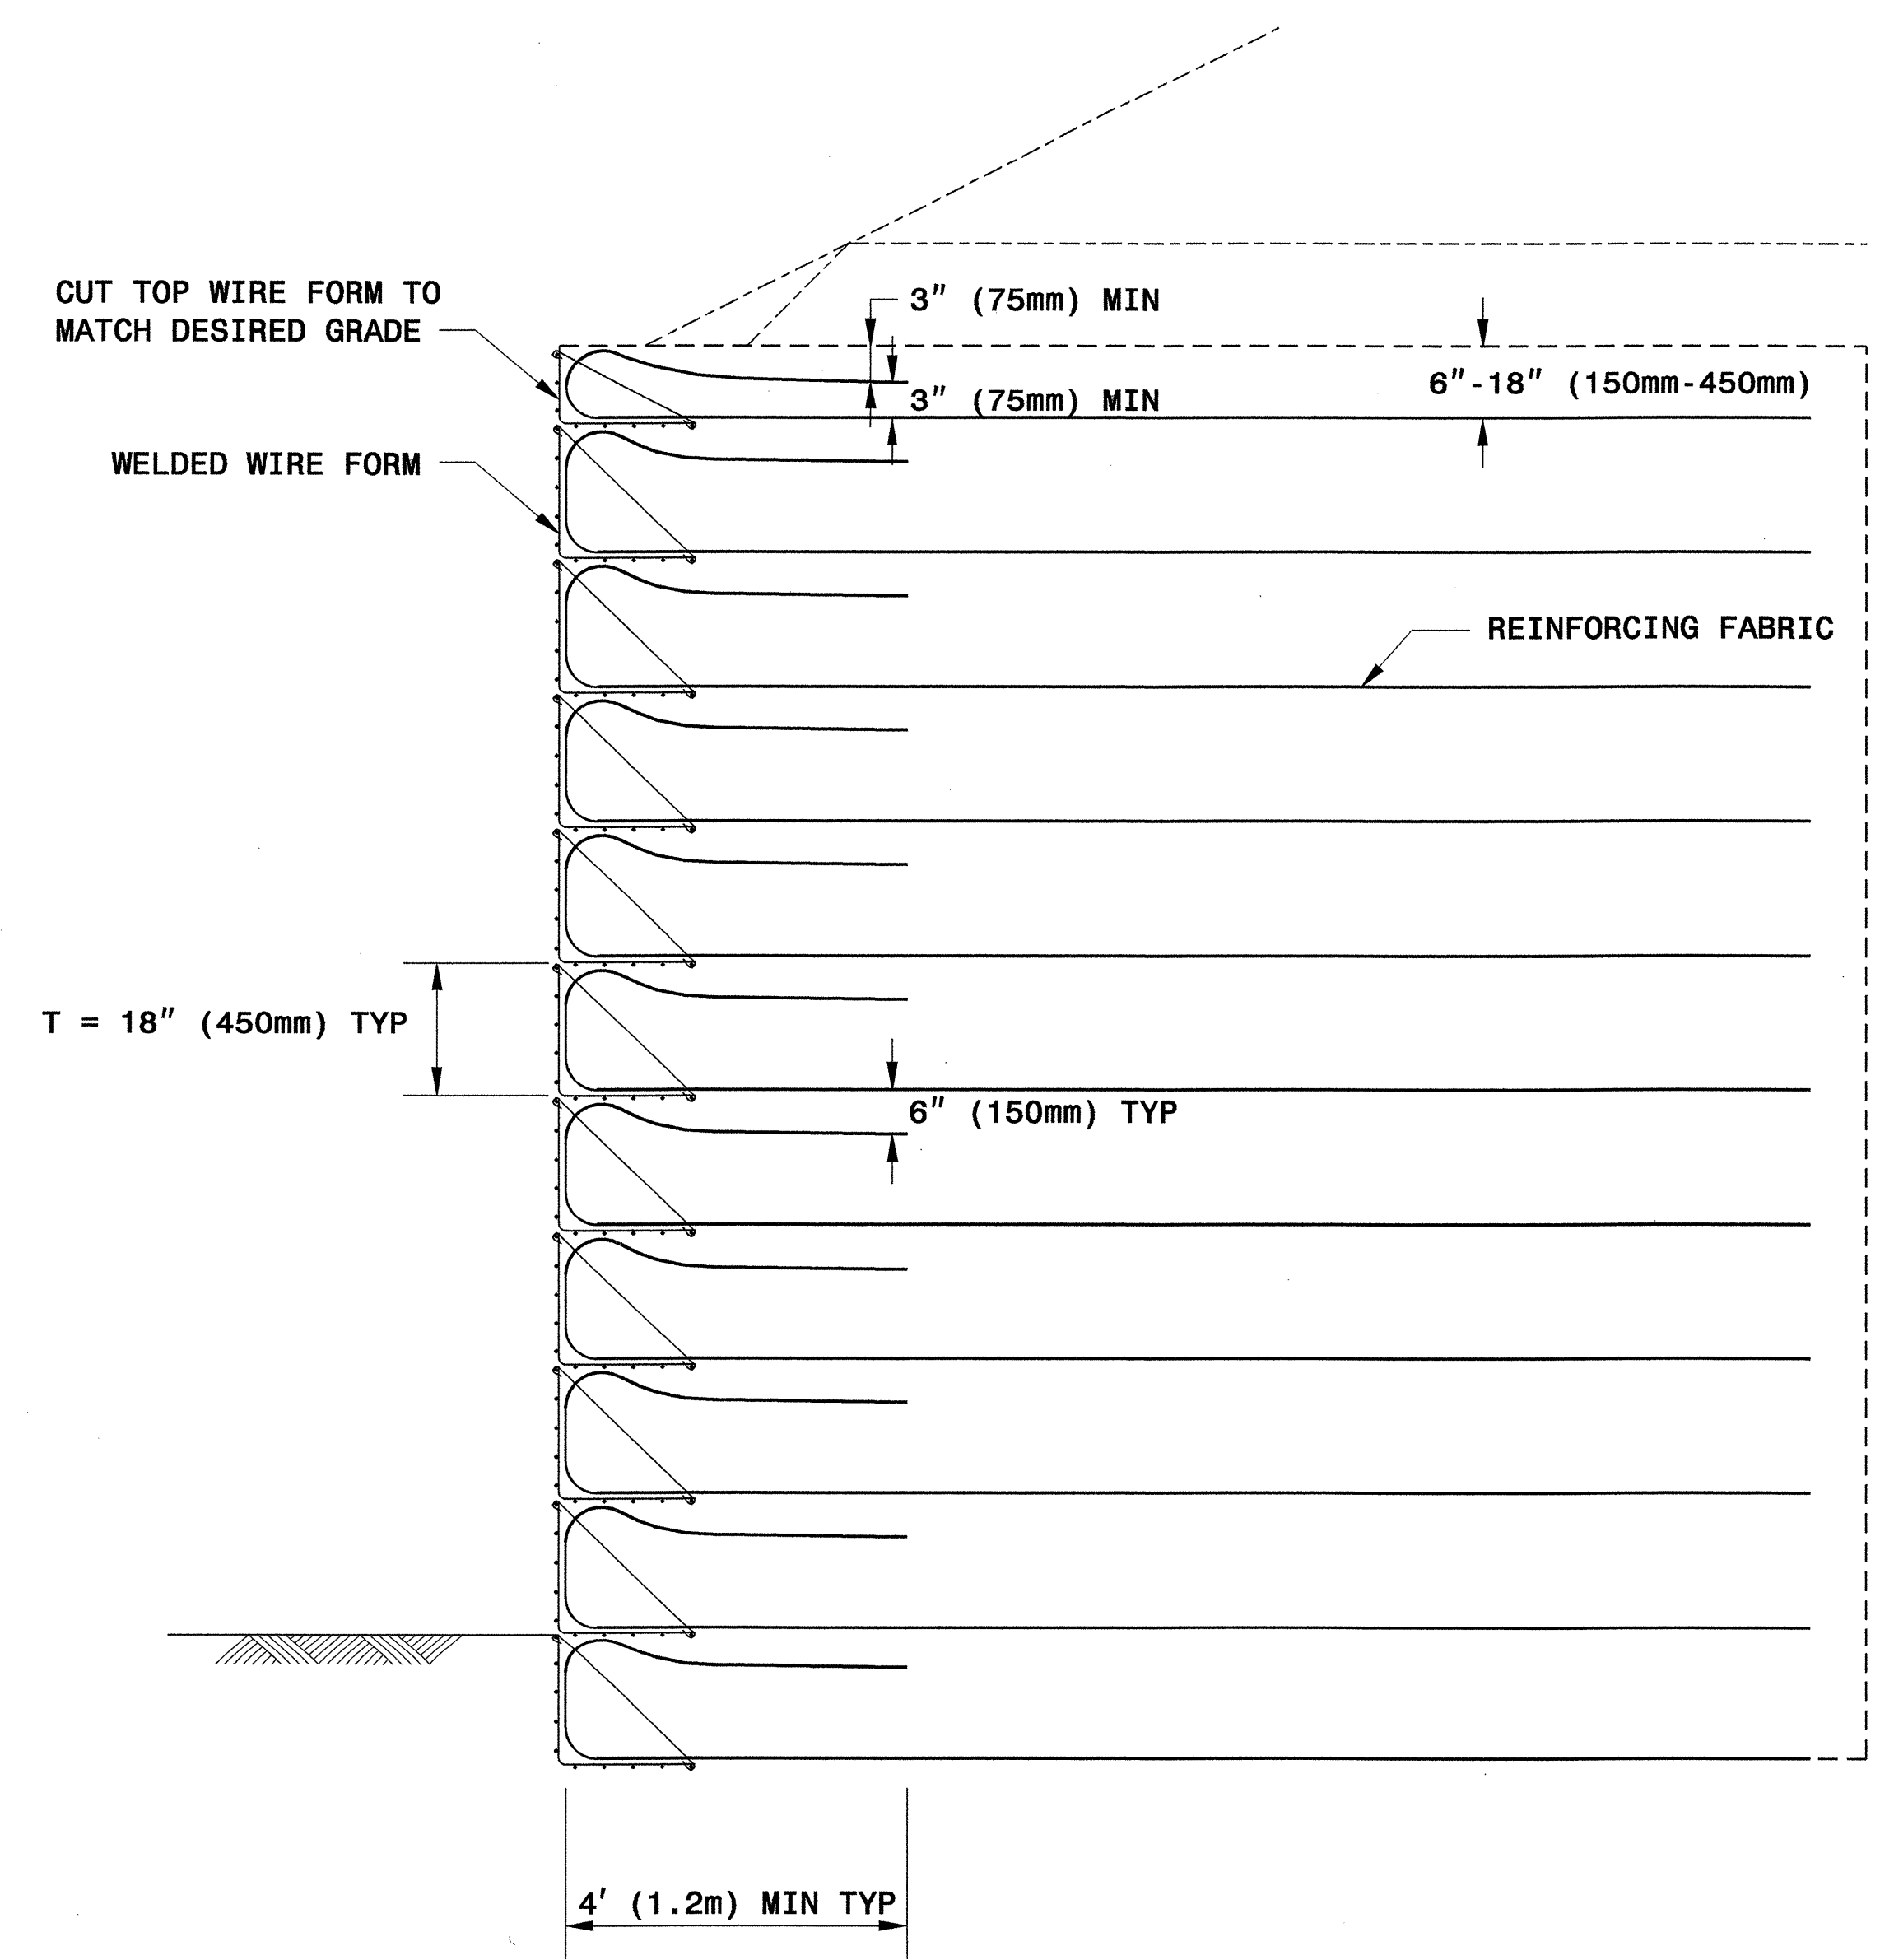 CUT TOP WIRE FORM TO
MATCH DESIRED GRADE
3" (75mm) MIN
6"-18" (150mm-450mm)
3" (75mm) MIN
WELDED WIRE FORM
REINFORCING FABRIC
T = 18" (450mm) TYP
6" (150mm) TYP
4' (1.2m) MIN TYP